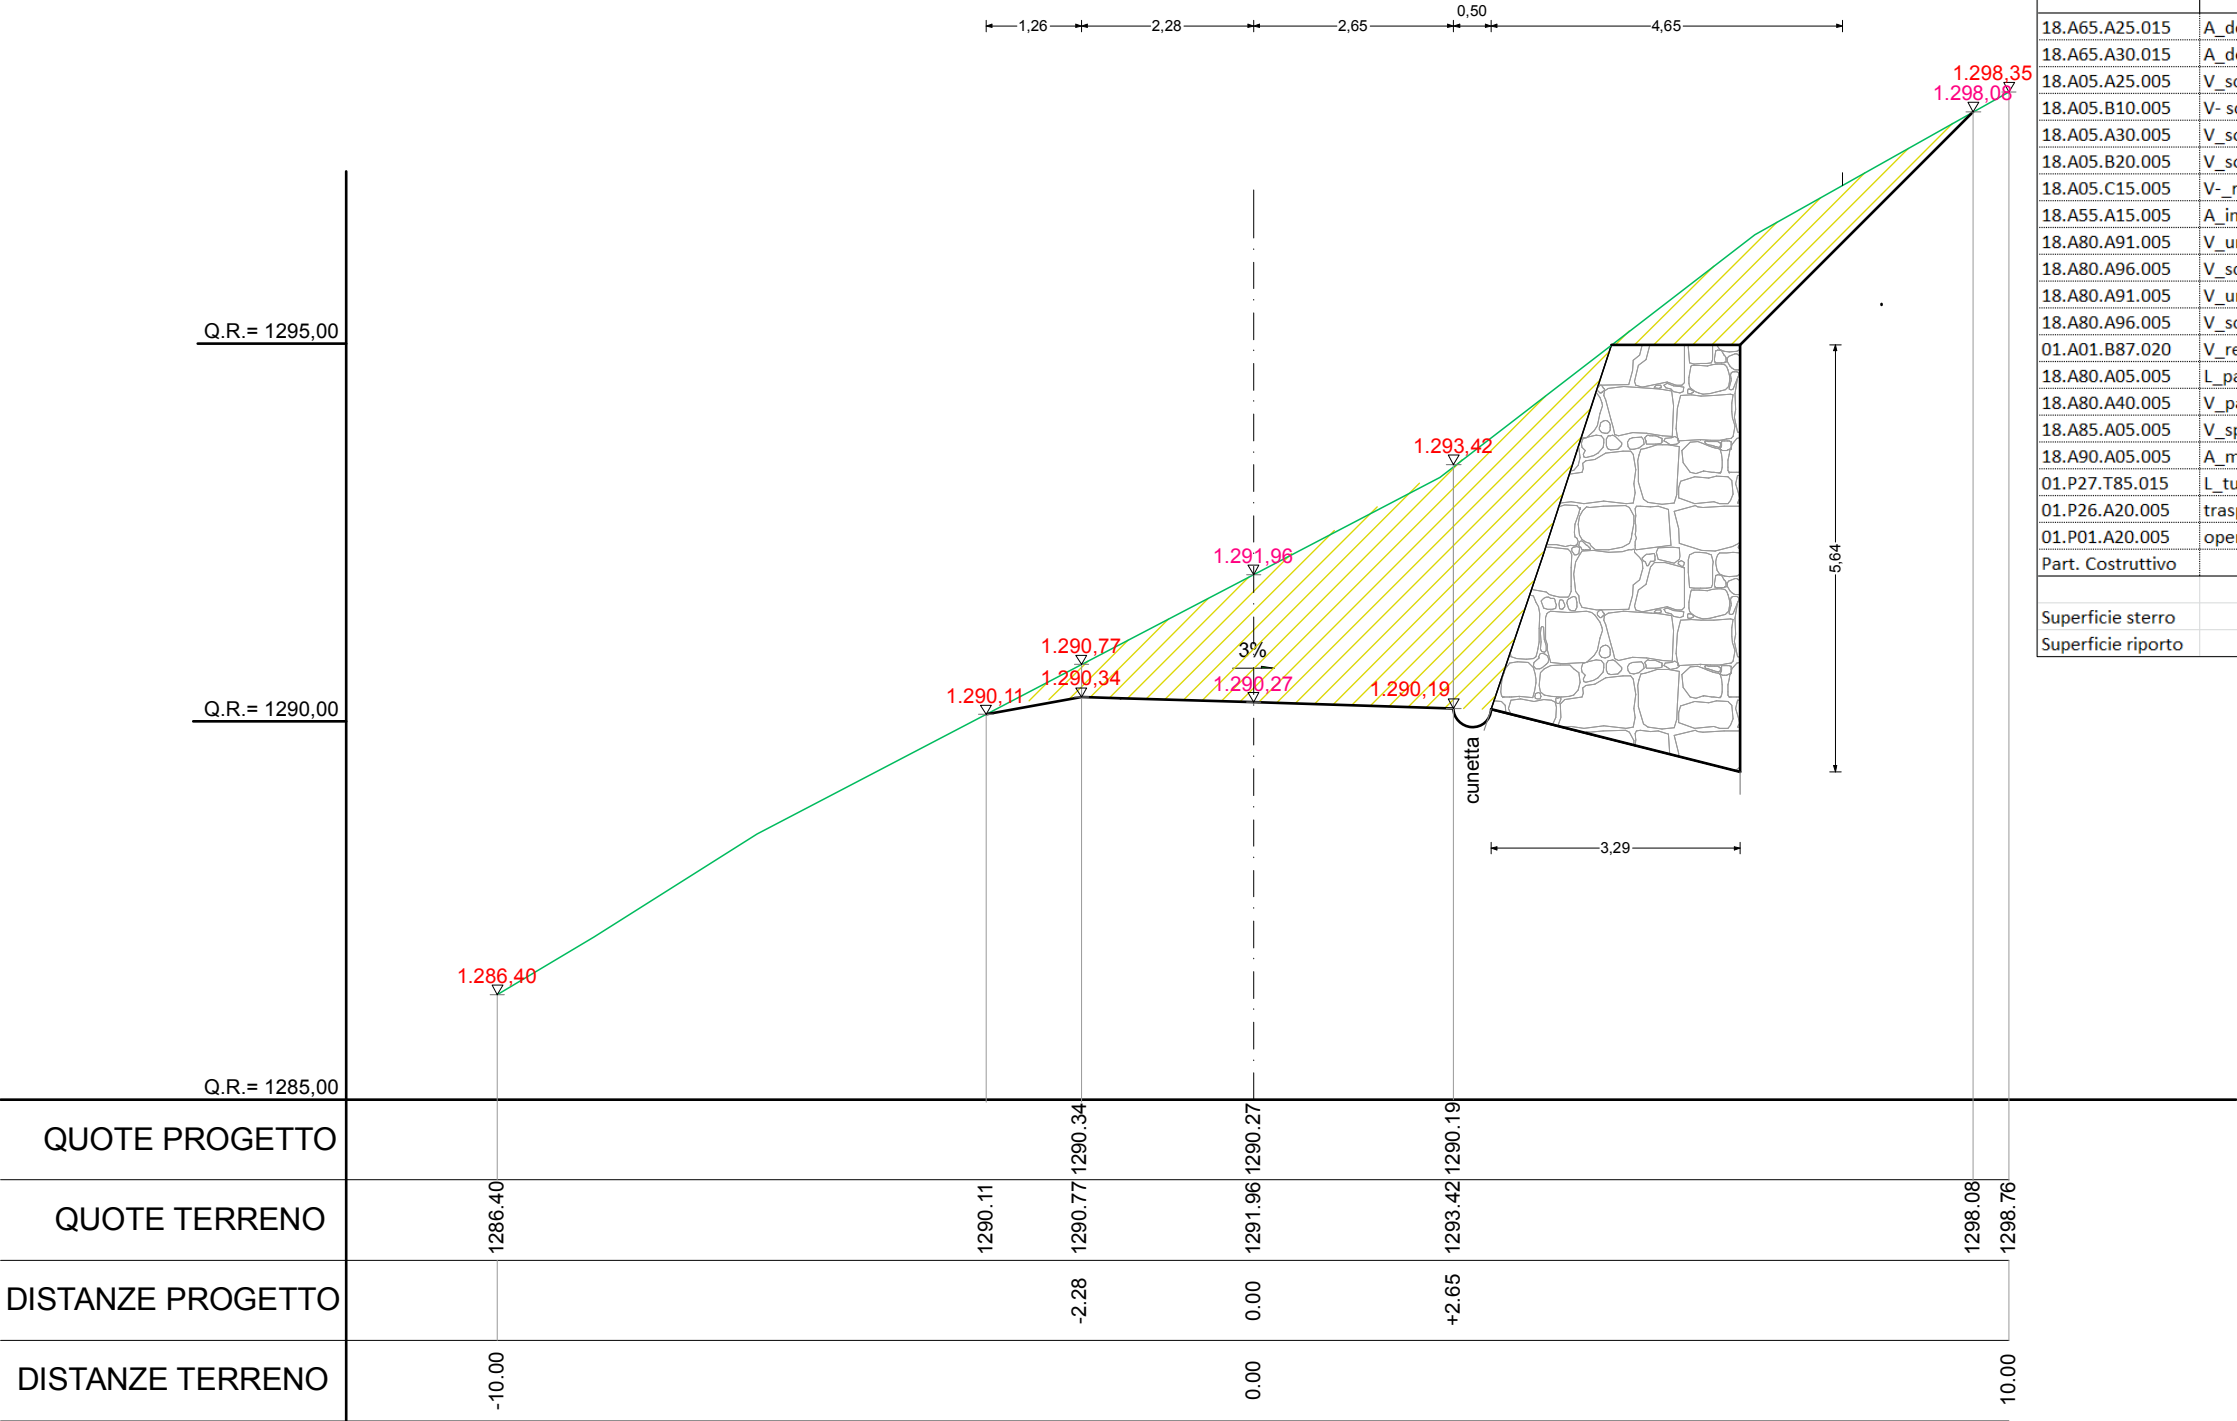 1,26
2,28
2,65
0,50
4,65
1.298,35
1.298,08
Q.R.= 1295,00
1.293,42
1.291,96
1.290,77
3%
1.290,34
1.290,27
1.290,19
1.290,11
Q.R.= 1290,00
cunetta
5,64
3,29
1.286,40
Q.R.= 1285,00
QUOTE PROGETTO
1290.34
1290.27
1290.19
QUOTE TERRENO
1286.40
1290.11
1290.77
1291.96
1293.42
1298.08
1298.76
DISTANZE PROGETTO
-2.28
0.00
+2.65
DISTANZE TERRENO
-10.00
0.00
10.00
18.A65.A25.015
18.A65.A30.015
18.A05.A25.005
18.A05.B10.005 V-
18.A05.A30.005
18.A05.B20.005
18.A05.C15.005
18.A55.A15.005
18.A80.A91.005
18.A80.A96.005
18.A80.A91.005
18.A80.A96.005
01.A01.B87.020
18.A80.A05.005
18.A80.A40.005
18.A85.A05.005
18.A90.A05.005
01.P27.T85.015
01.P26.A20.005
01.P01.A20.005
Part. Costruttivo
Superficie sterro
Superficie riporto